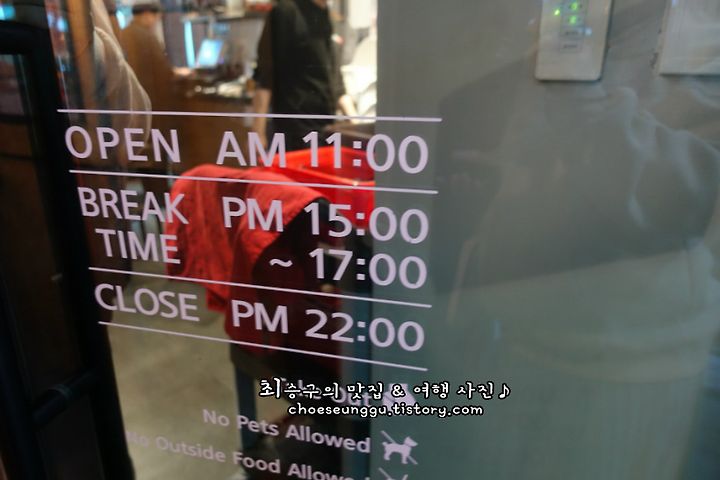 OPEN AM 11:00
BREAK TIME PM 15:00
~ 17:00
CLOSE PM 22:00
최승구의 맛집 & 여행 사진♪
choeseunggu.tistory.com
No Pets Allowed
No Outside Food Allowed